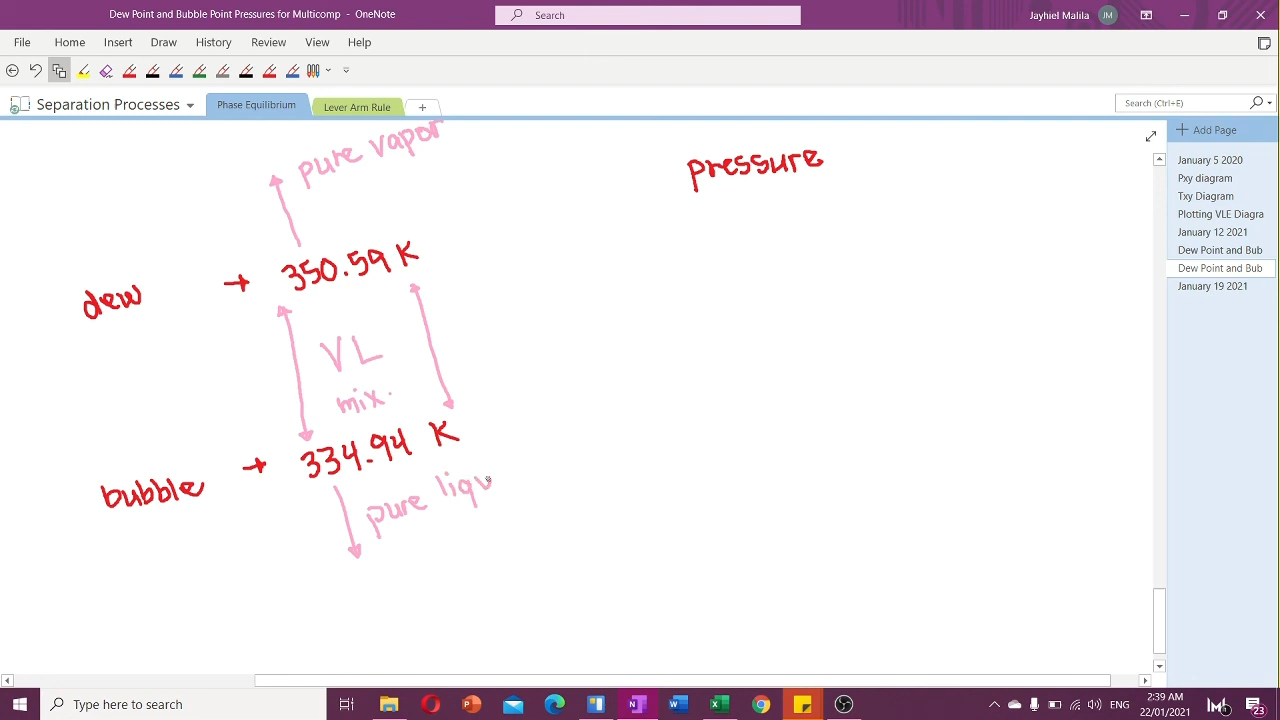 Dew Point and Bubble Point Pressures for Multicomp - OneNote
Search
Jayhiel Malila
JM
File Home Insert Draw History Review View Help
Separation Processes
Phase Equilibrium
Lever Arm Rule
+
Search (Ctrl+E)
+ Add Page
January 5 2020
Pxy diagram
Txy Diagram
Plotting VLE Diagra
January 12 2021
Dew Point and Bub
Dew Point and Bub
January 19 2021
pure vapor
pressure
dew → 350.59 K
VL
mix.
bubble → 334.94 K
pure liqu
Type here to search
2:39 AM
22/01/2021
23